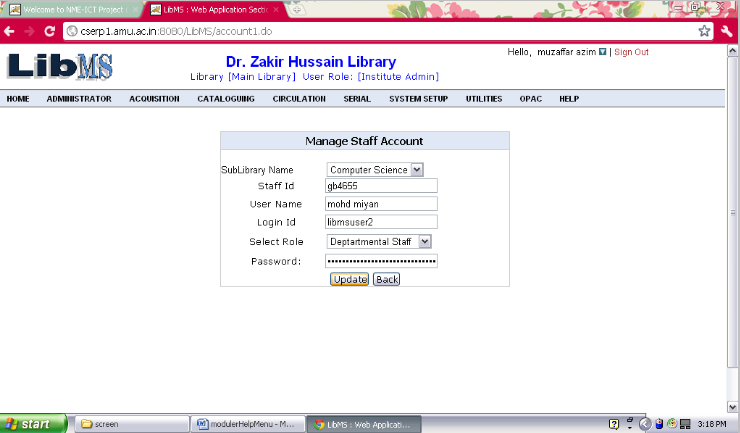 Welcome to NME-ICT Project
LibMS : Web Application Secti
cserp1.amu.ac.in:8080/LibMS/account1.do
Hello, muzaffar azim | Sign Out
LibMS
Dr. Zakir Hussain Library
Library [Main Library] User Role: [Institute Admin]
HOME ADMINISTRATOR ACQUISITION CATALOGUING CIRCULATION SERIAL SYSTEM SETUP UTILITIES OPAC HELP
Manage Staff Account
SubLibrary Name Computer Science
Staff Id gb4655
User Name mohd miyan
Login Id libmsuser2
Select Role Deptartmental Staff
Password: ••••••••••••••••••••••••••••••
Update Back
start screen modulerHelpMenu - M... LibMS : Web Applicati... 3:18 PM